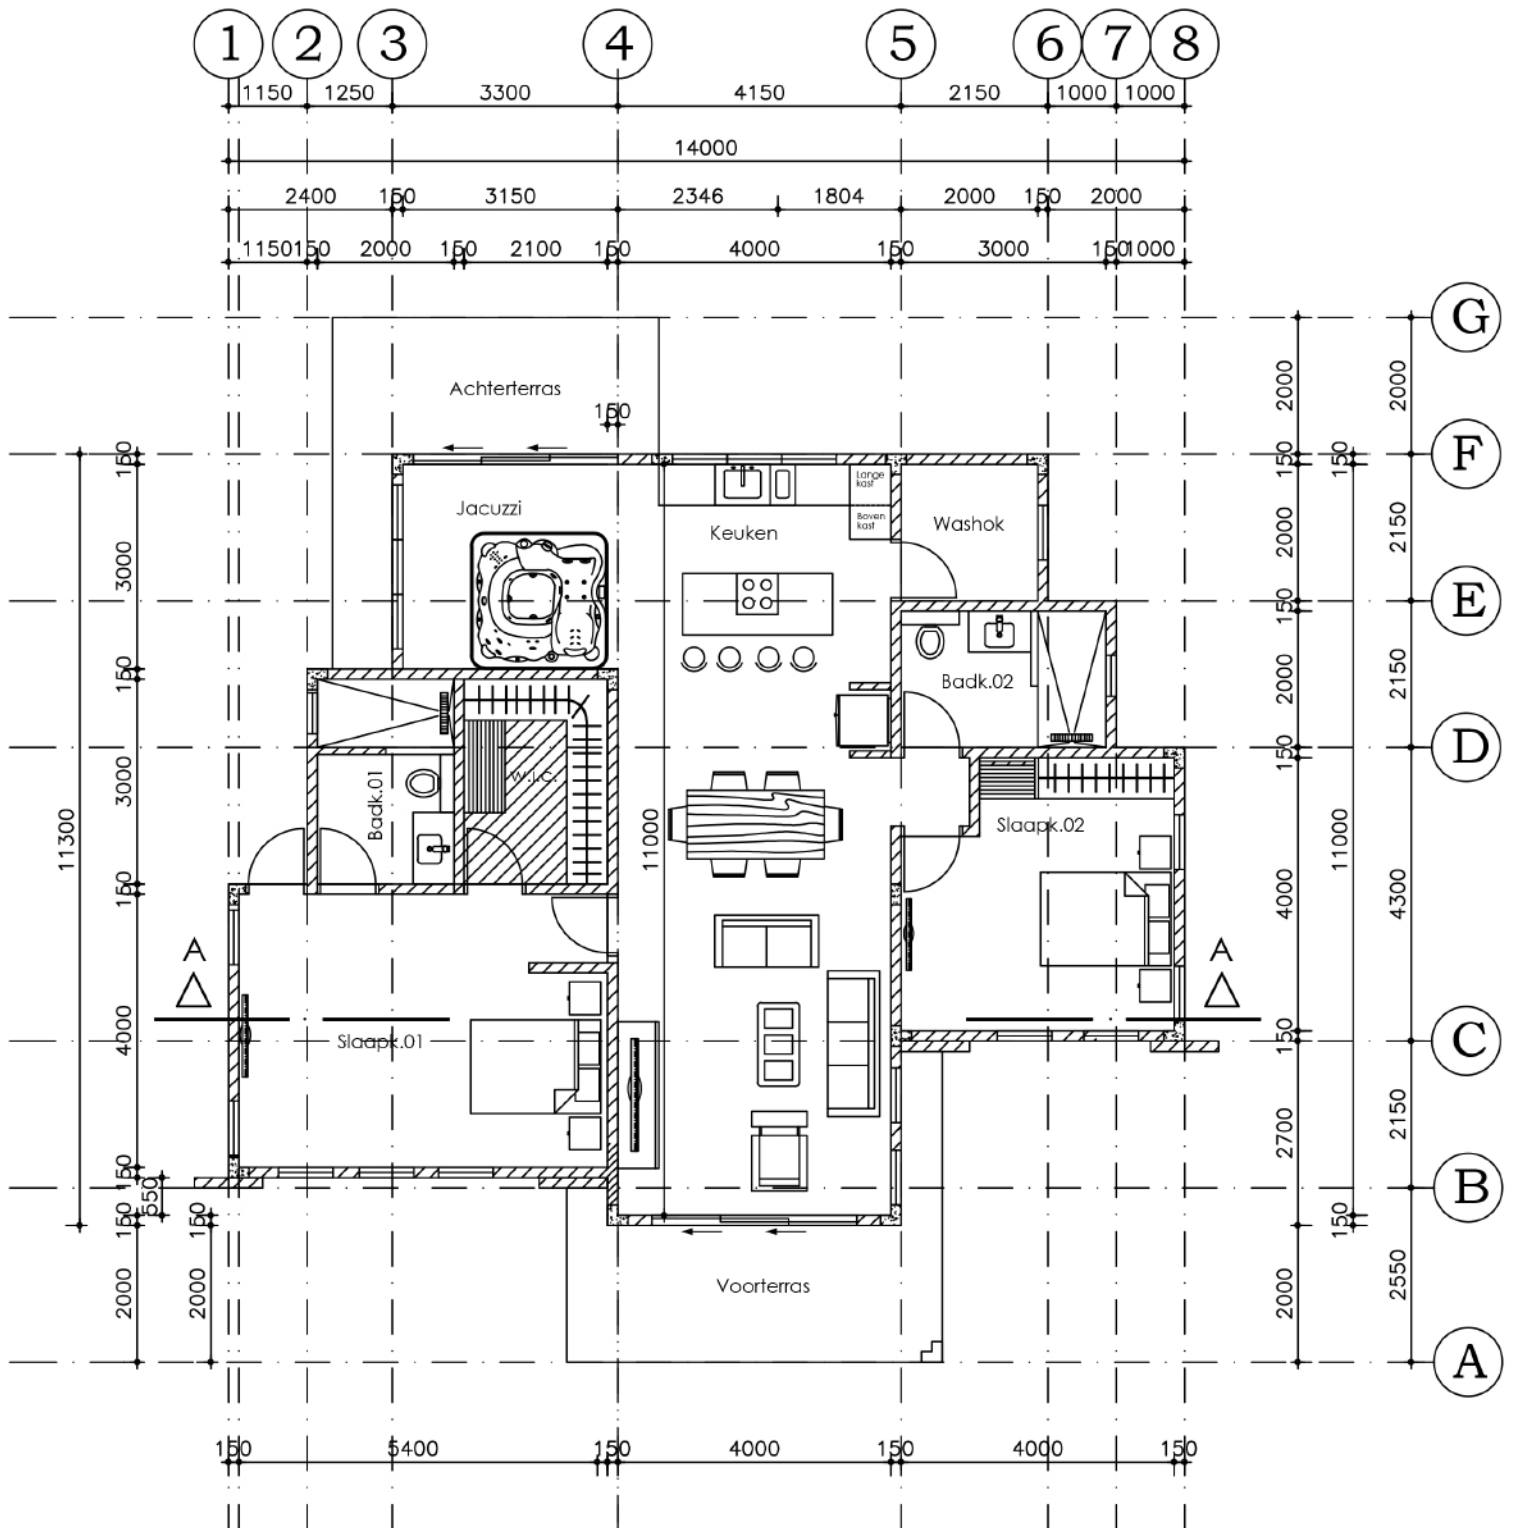 1 2 3 4 5 6 7 8
1150 1250 3300 4150 2150 1000 1000
14000
2400 150 3150 2346 1804 2000 150 2000
1150 150 2000 150 2100 150 4000 150 3000 150 1000
G
2000
2000
Achterterras
150
F
150
150
150
Lange
kast
Jacuzzi
Boven
kast
Keuken
Washok
3000
2000
2150
E
150
150
Badk.02
2000
2150
D
150
3000
Badk.01
W.I.C.
11300
11000
Slaapk.02
11000
150
4000
4300
A
A
4000
Slaapk.01
C
150
2700
2150
150
550
B
150
150
150
2000
2000
Voorterras
2000
2550
A
150 5400 150 4000 150 4000 150